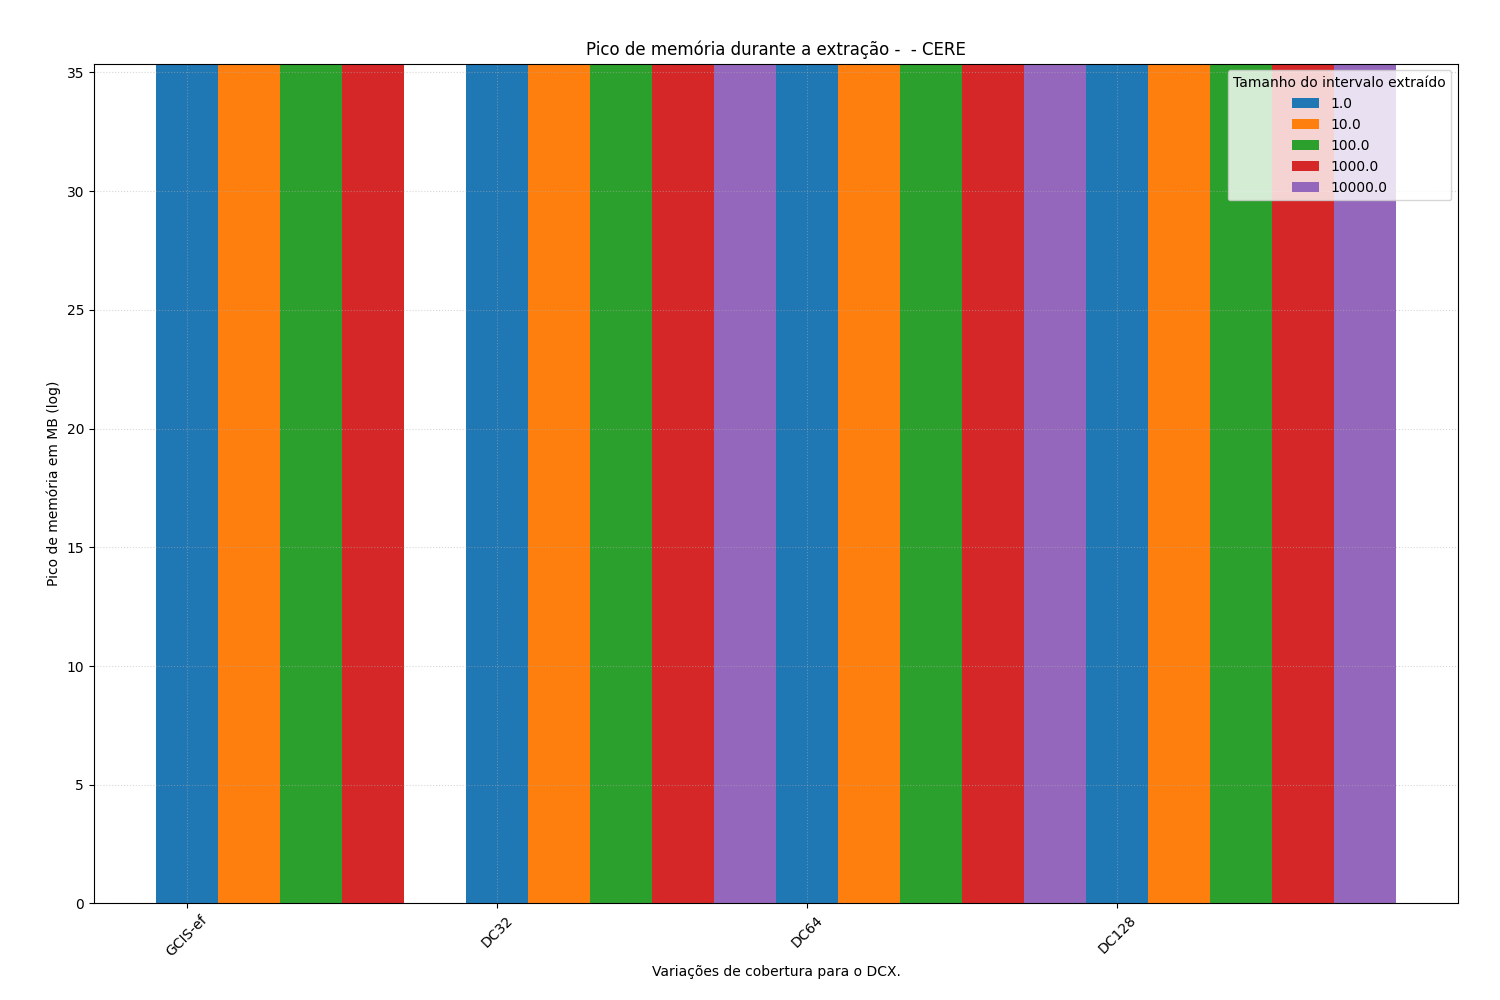 Pico de memória durante a extração -  - CERE
Pico de memória em MB (log)
35
30
25
20
15
10
5
0
Tamanho do intervalo extraído
1.0
10.0
100.0
1000.0
10000.0
GCIS-ef
DC32
DC64
DC128
Variações de cobertura para o DCX.